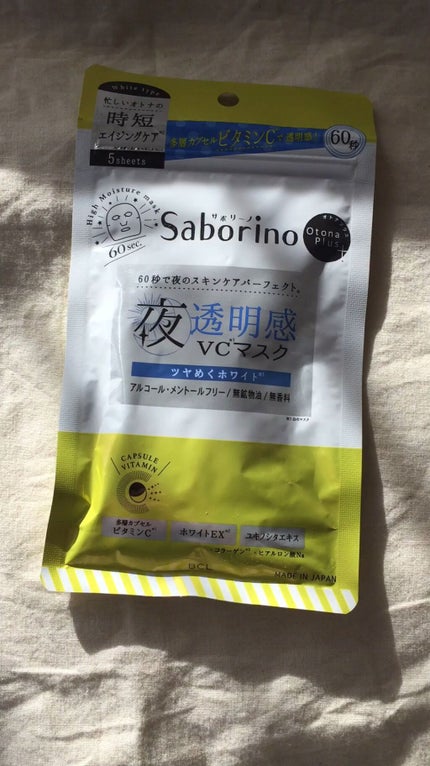 white type
忙しいオトナの
時短
エイジングケア
5sheets
多層カプセルビタミンCで透明感
60秒
High Moisture mask
60 sec.
サボリーノ
Saborino
オトナプラス
Otona
Plus
60秒で夜のスキンケアパーフェクト。
夜 透明感
VCマスク
ツヤめくホワイト
アルコール・メントールフリー/無鉱物油/無香料
CAPSULE
VITAMIN C
多層カプセル
ビタミンC
ホワイトEX
ユキノシタエキス
コラーゲン ヒアルロン酸Na
BCL
MADE IN JAPAN